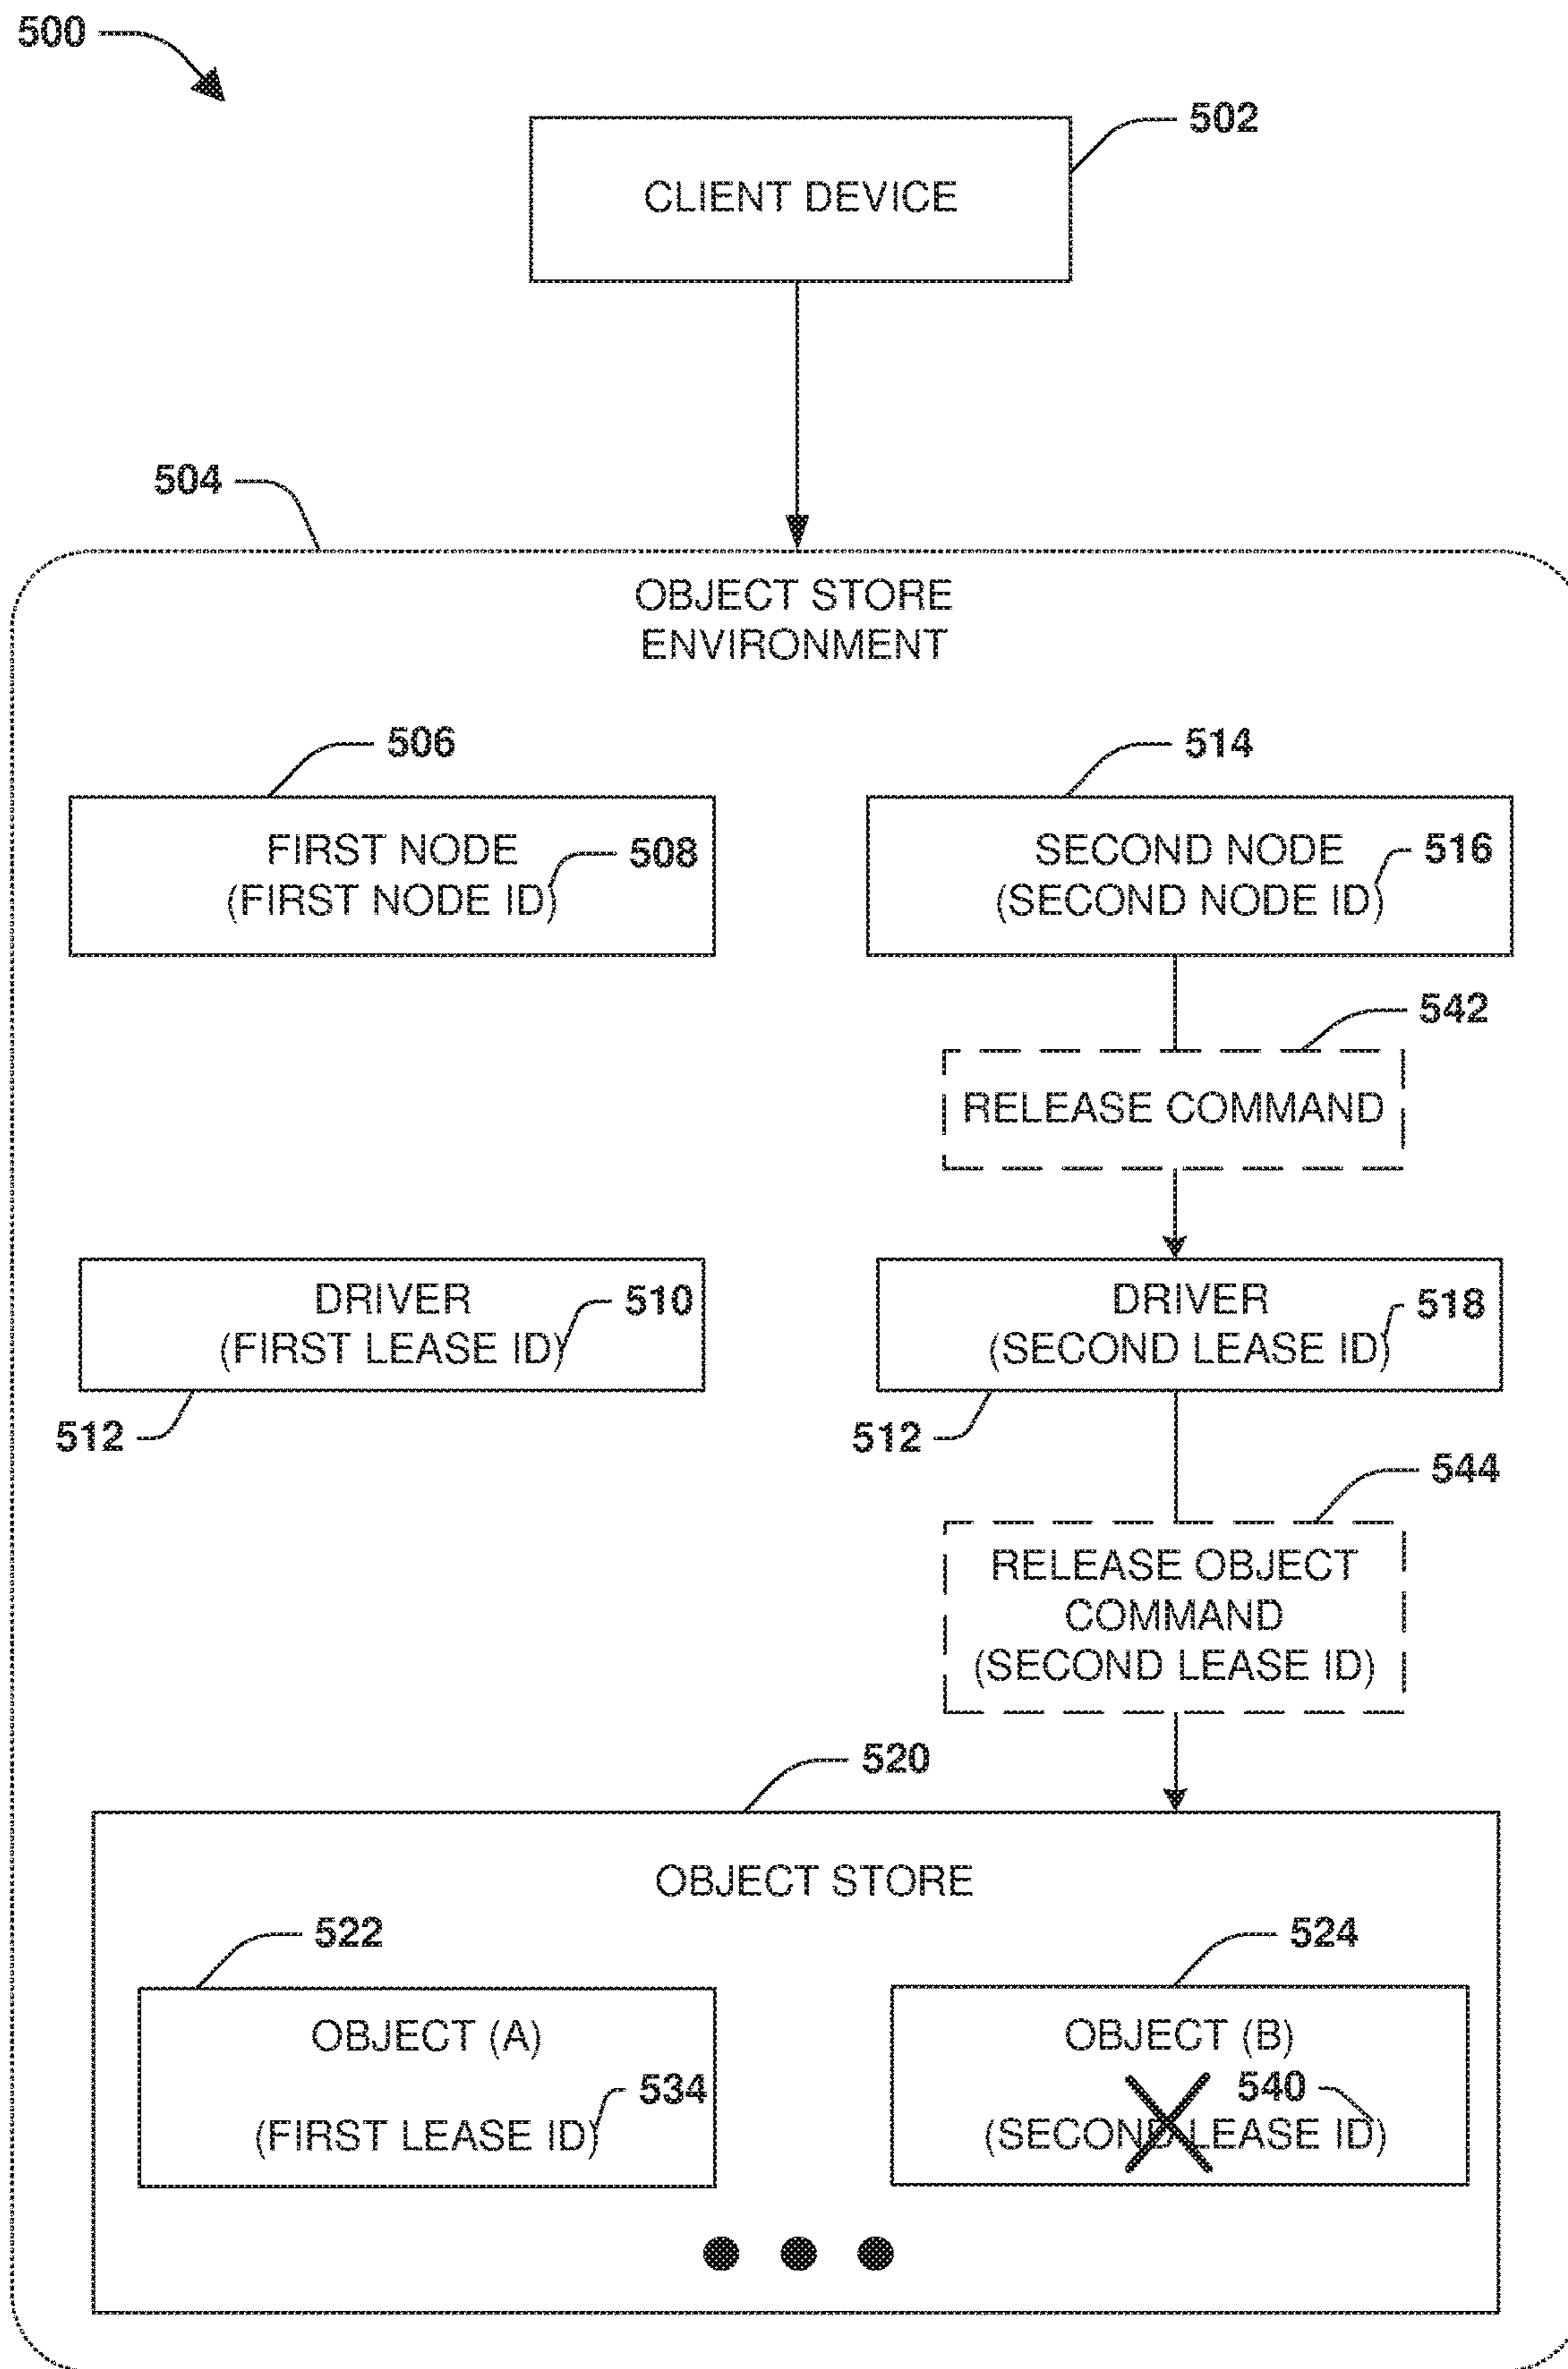 500
502
CLIENT DEVICE
504
OBJECT STORE
ENVIRONMENT
506
514
FIRST NODE
(FIRST NODE ID)
508
SECOND NODE
(SECOND NODE ID)
516
542
RELEASE COMMAND
DRIVER
(FIRST LEASE ID)
510
DRIVER
(SECOND LEASE ID)
518
512
512
544
RELEASE OBJECT
COMMAND
(SECOND LEASE ID)
520
OBJECT STORE
522
524
OBJECT (A)
534
(FIRST LEASE ID)
OBJECT (B)
540
(SECOND LEASE ID)